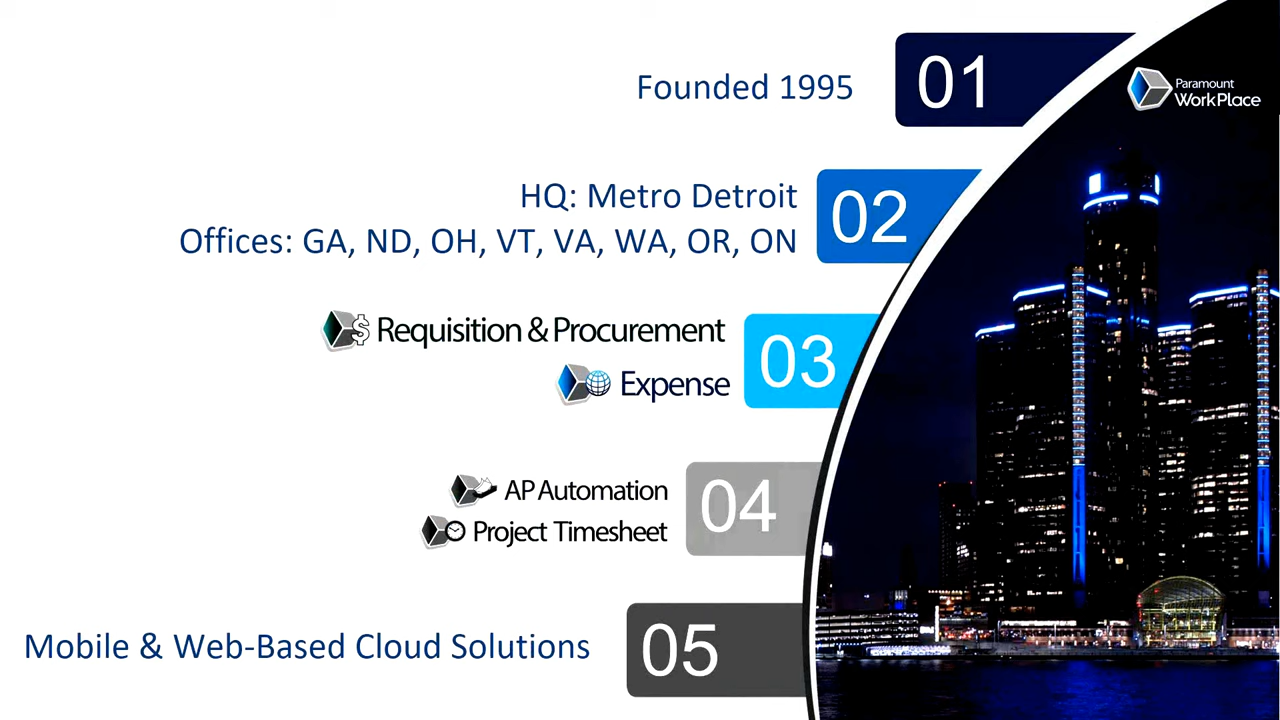 Founded 1995
01
Paramount
WorkPlace
HQ: Metro Detroit
Offices: GA, ND, OH, VT, VA, WA, OR, ON
02
Requisition & Procurement
Expense
03
AP Automation
Project Timesheet
04
Mobile & Web-Based Cloud Solutions
05